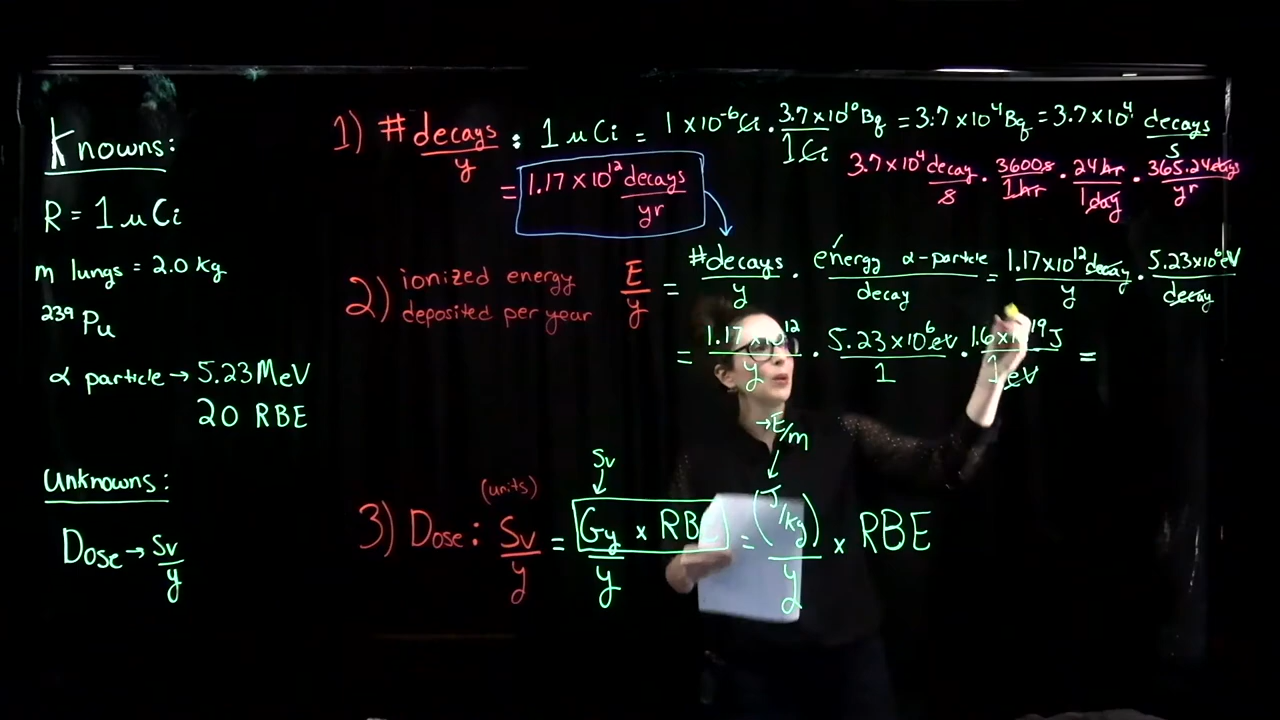 Knowns:
R = 1 μCi
m lungs = 2.0 kg
²³⁹Pu
α particle → 5.23 MeV
20 RBE
Unknowns:
Dose → Sv/y
1) # decays/y : 1 μCi = 1 x 10⁻⁶ Ci · 3.7 x 10¹⁰ Bq/1 Ci = 3.7 x 10⁴ Bq = 3.7 x 10⁴ decays/s
3.7 x 10⁴ decay/s · 3600 s/1 hr · 24 hr/1 day · 365.24 days/yr
= 1.17 x 10¹² decays/yr
2) ionized energy deposited per year E/y = # decays/y · energy α-particle/decay = 1.17 x 10¹² decay/y · 5.23 x 10⁶ eV/decay
= 1.17 x 10¹²/y · 5.23 x 10⁶ eV/1 · 1.6 x 19 J/1 eV =
→ E/m
Sv
(units)
3) Dose: Sv/y = Gy x RBE/y = (J/kg)/y x RBE